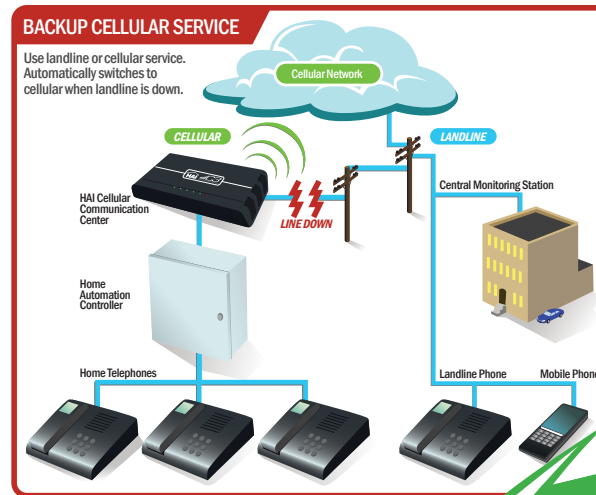 BACKUP CELLULAR SERVICE
Use landline or cellular service.
Automatically switches to
cellular when landline is down.
Cellular Network
CELLULAR
LANDLINE
HAI
HAI Cellular
Communication
Center
LINE DOWN
Central Monitoring Station
Home
Automation
Controller
Home Telephones
Landline Phone
Mobile Phone